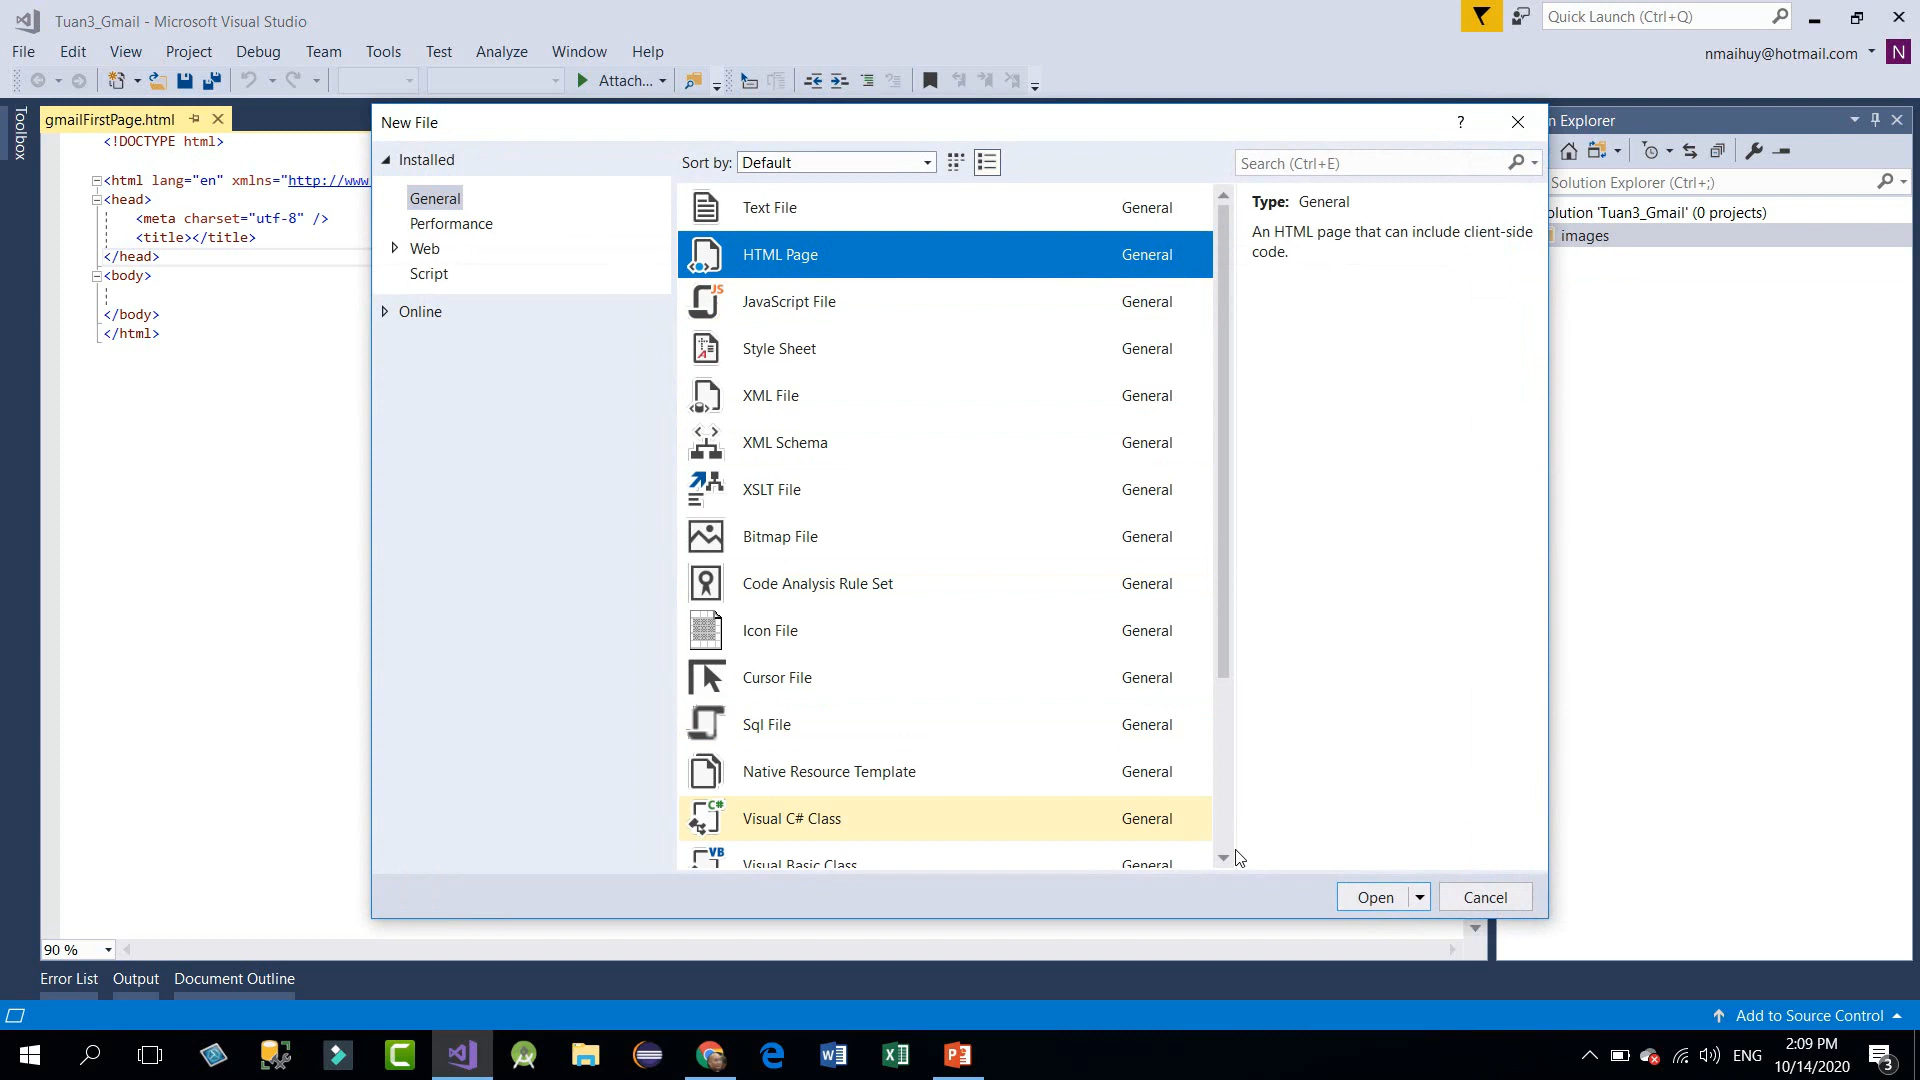 Tuan3_Gmail - Microsoft Visual Studio
Quick Launch (Ctrl+Q)
File Edit View Project Debug Team Tools Test Analyze Window Help
nmaihuy@hotmail.com N
Attach...
Toolbox
gmailFirstPage.html
<!DOCTYPE html>
<html lang="en" xmlns="http://www.
<head>
<meta charset="utf-8" />
<title></title>
</head>
<body>
</body>
</html>
New File
?
Installed
General
Performance
Web
Script
Online
Sort by: Default
Search (Ctrl+E)
Text File General
HTML Page General
JS JavaScript File General
Style Sheet General
XML File General
XML Schema General
XSLT File General
Bitmap File General
Code Analysis Rule Set General
Icon File General
Cursor File General
Sql File General
Native Resource Template General
C# Visual C# Class General
VB Visual Basic Class General
Type: General
An HTML page that can include client-side
code.
Open Cancel
n Explorer
Solution Explorer (Ctrl+;)
olution 'Tuan3_Gmail' (0 projects)
images
90 %
Error List Output Document Outline
Add to Source Control
ENG
2:09 PM
10/14/2020
3